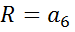 R = a₆